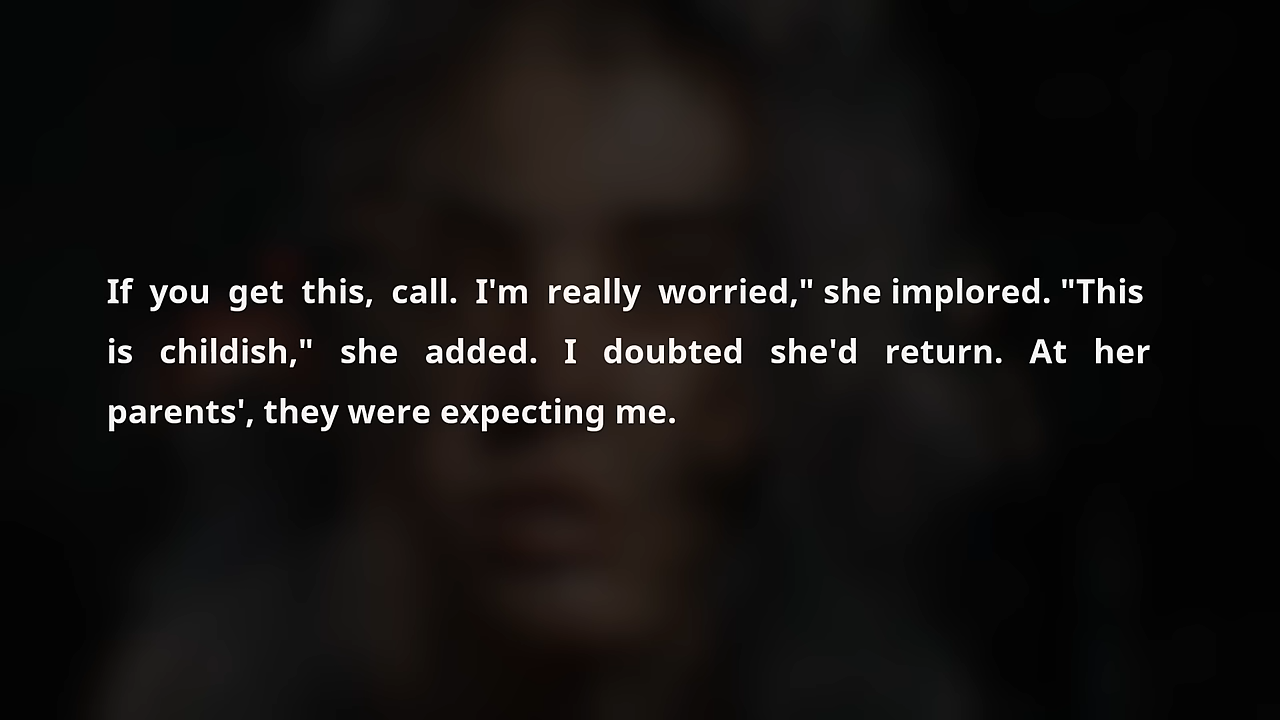 If you get this, call. I'm really worried," she implored. "This
is childish," she added. I doubted she'd return. At her
parents', they were expecting me.